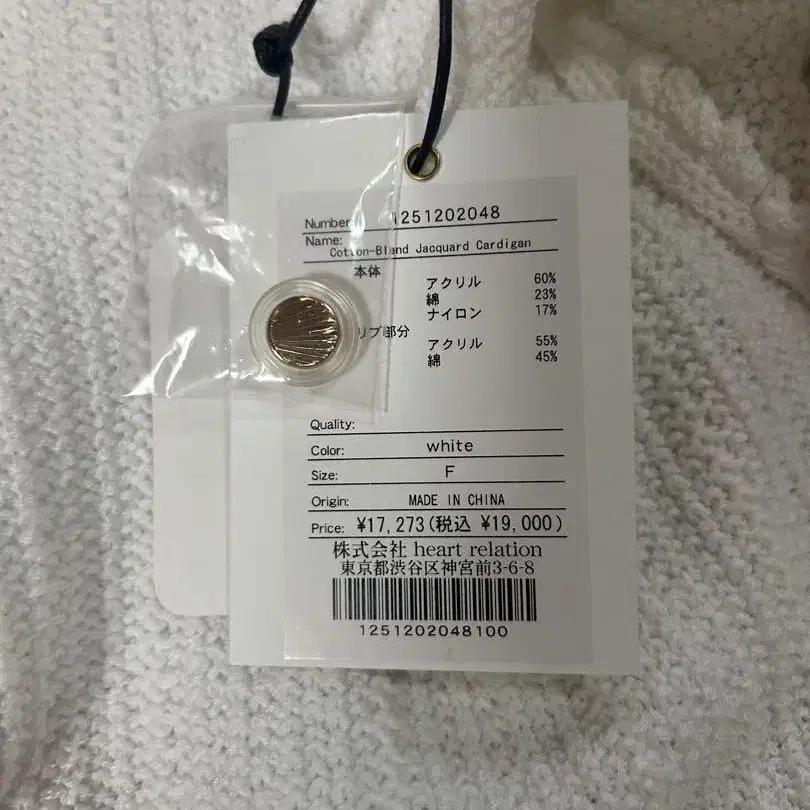 Number: 1251202048
Name:
Cotton-Blend Jacquard Cardigan
本体
アクリル 60%
綿 23%
ナイロン 17%
リブ部分
アクリル 55%
綿 45%
Quality:
Color: white
Size: F
Origin: MADE IN CHINA
Price: ¥17,273(税込 ¥19,000)
株式会社 heart relation
東京都渋谷区神宮前3-6-8
1251202048100